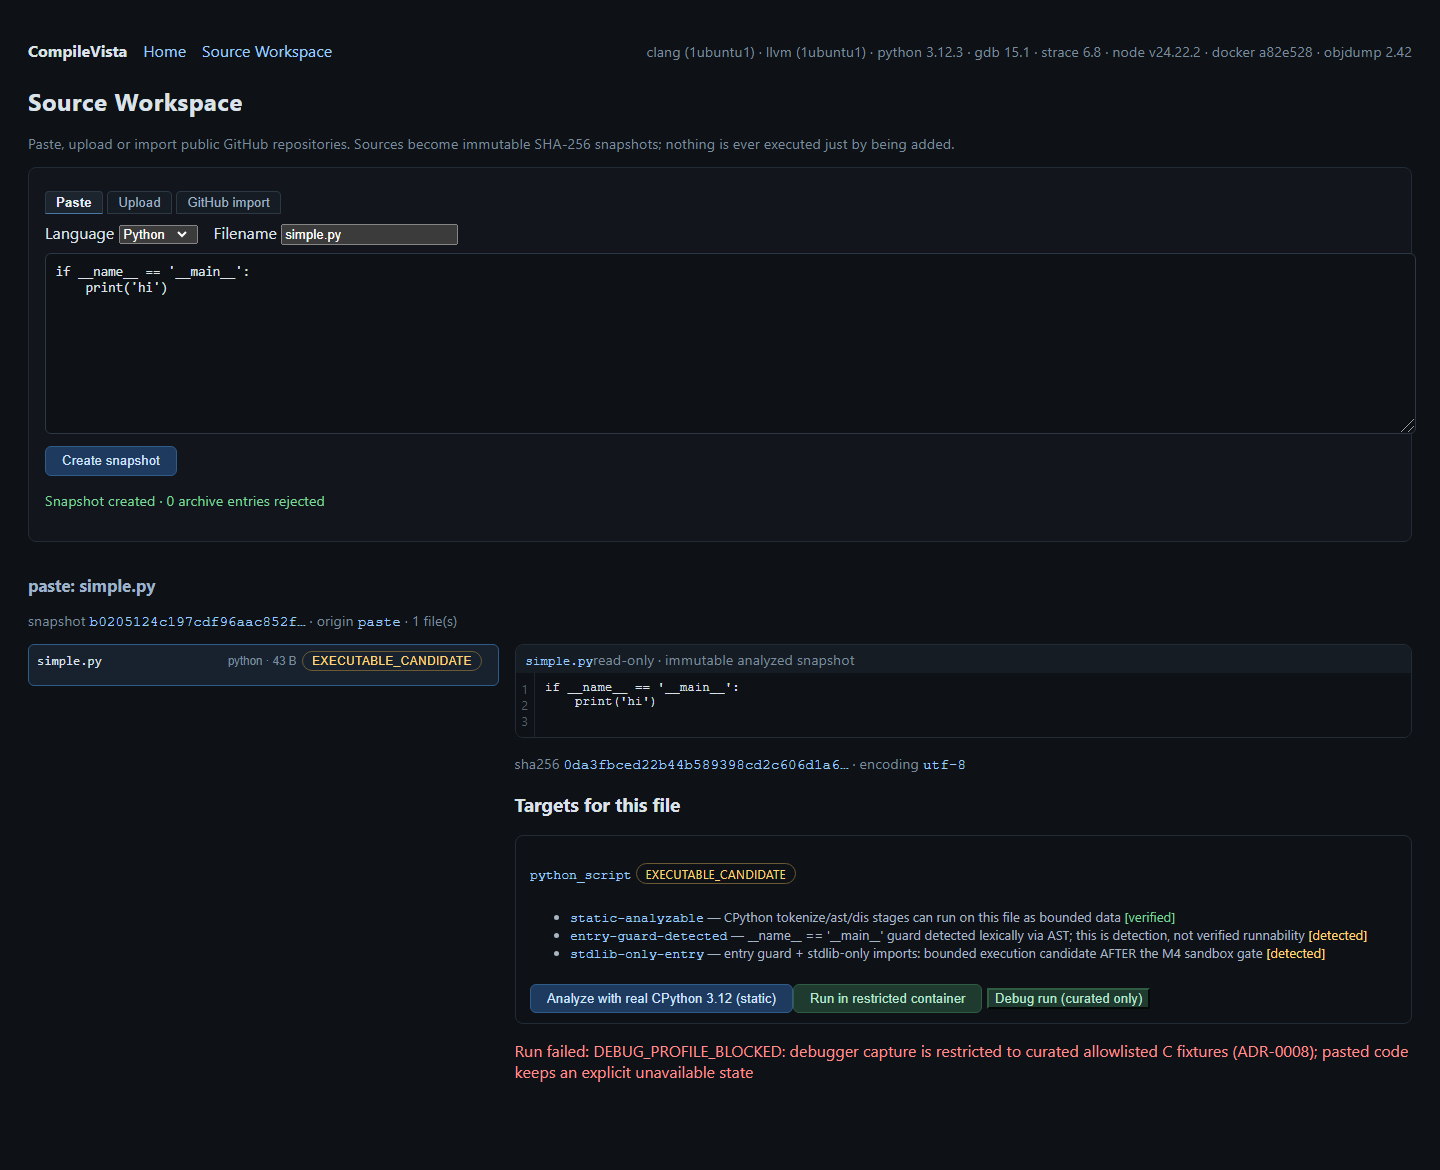 CompileVista Home Source Workspace clang (1ubuntu1) · llvm (1ubuntu1) · python 3.12.3 · gdb 15.1 · strace 6.8 · node v24.22.2 · docker a82e528 · objdump 2.42
Source Workspace
Paste, upload or import public GitHub repositories. Sources become immutable SHA-256 snapshots; nothing is ever executed just by being added.
Paste Upload GitHub import
Language Python Filename simple.py
if __name__ == '__main__':
    print('hi')
Create snapshot
Snapshot created · 0 archive entries rejected
paste: simple.py
snapshot b0205124c197cdf96aac852f… · origin paste · 1 file(s)
simple.py python · 43 B EXECUTABLE_CANDIDATE
simple.pyread-only · immutable analyzed snapshot
1 if __name__ == '__main__':
2     print('hi')
3
sha256 0da3fbced22b44b589398cd2c606d1a6… · encoding utf-8
Targets for this file
python_script EXECUTABLE_CANDIDATE
• static-analyzable — CPython tokenize/ast/dis stages can run on this file as bounded data [verified]
• entry-guard-detected — __name__ == '__main__' guard detected lexically via AST; this is detection, not verified runnability [detected]
• stdlib-only-entry — entry guard + stdlib-only imports: bounded execution candidate AFTER the M4 sandbox gate [detected]
Analyze with real CPython 3.12 (static) Run in restricted container Debug run (curated only)
Run failed: DEBUG_PROFILE_BLOCKED: debugger capture is restricted to curated allowlisted C fixtures (ADR-0008); pasted code
keeps an explicit unavailable state